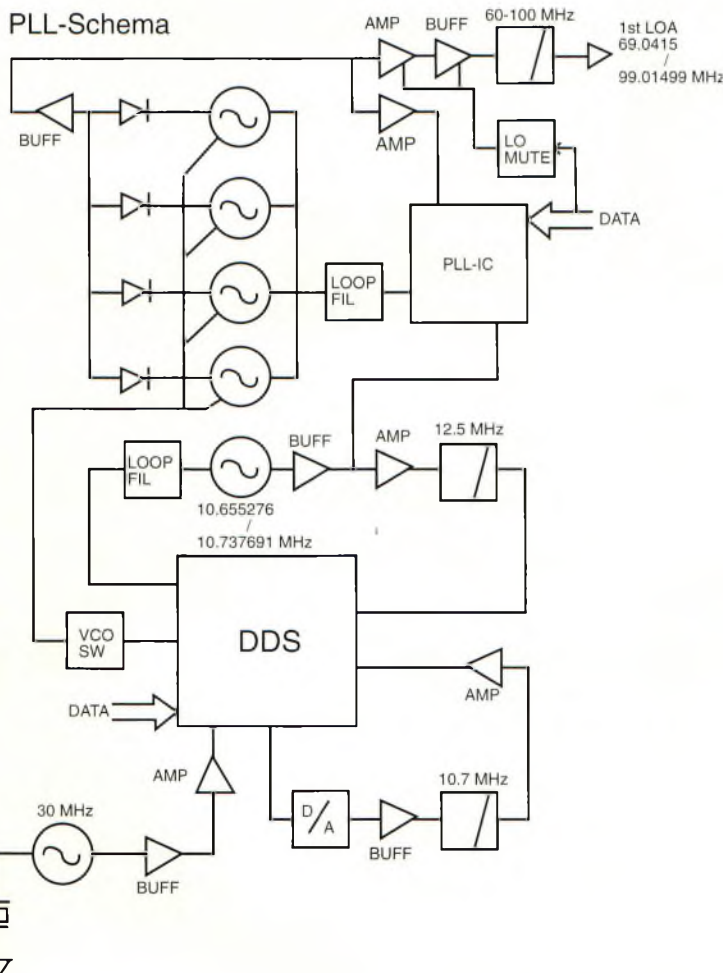 PLL-Schema
AMP
BUFF
60-100 MHz
1st LOA
69.0415
/
99.01499 MHz
BUFF
AMP
LO
MUTE
DATA
PLL-IC
LOOP
FIL
LOOP
FIL
BUFF
AMP
12.5 MHz
10.655276
/
10.737691 MHz
VCO
SW
DDS
AMP
DATA
AMP
30 MHz
BUFF
D/A
BUFF
10.7 MHz